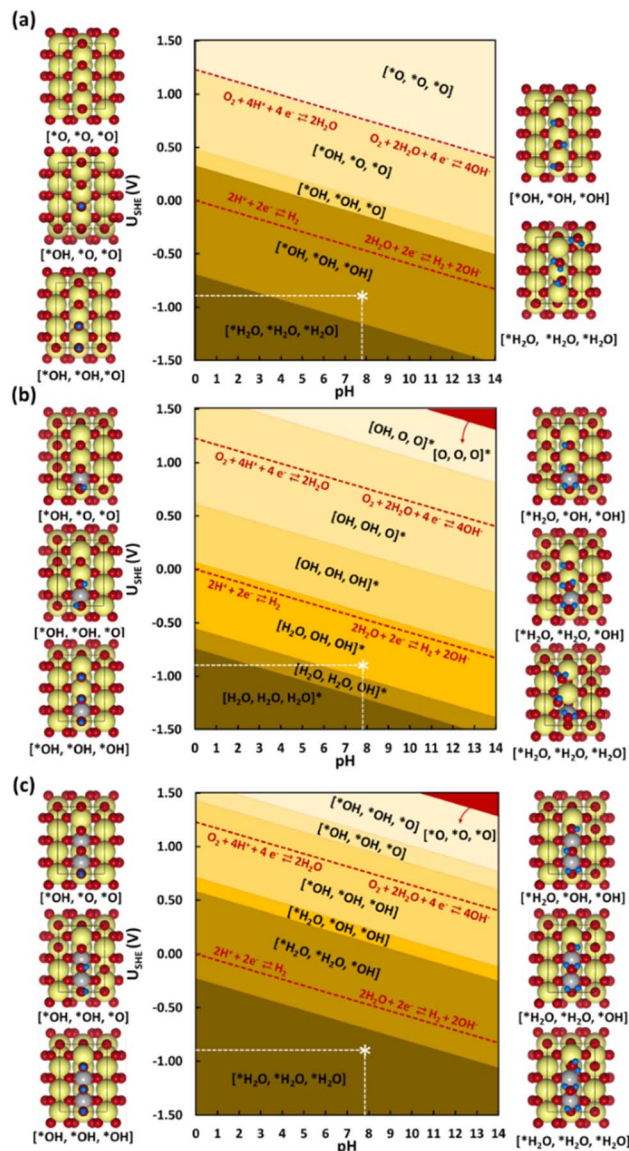 (a)
[*O, *O, *O]
[*OH, *O, *O]
[*OH, *OH,*O]
U_SHE (V)
1.50
1.00
0.50
0.00
-0.50
-1.00
-1.50
[*O, *O, *O]
O₂ + 4H⁺ + 4 e⁻ ⇌ 2H₂O
O₂ + 2H₂O + 4 e⁻ ⇌ 4OH⁻
[*OH, *O, *O]
[*OH, *OH, *O]
2H⁺ + 2e⁻ ⇌ H₂
2H₂O + 2e⁻ ⇌ H₂ + 2OH⁻
[*OH, *OH, *OH]
*
[*H₂O, *H₂O, *H₂O]
0 1 2 3 4 5 6 7 8 9 10 11 12 13 14
pH
[*OH, *OH, *OH]
[*H₂O, *H₂O, *H₂O]
(b)
[*OH, *O, *O]
[*OH, *OH, *O]
[*OH, *OH, *OH]
U_SHE (V)
1.50
1.00
0.50
0.00
-0.50
-1.00
-1.50
[OH, O, O]*
[O, O, O]*
O₂ + 4H⁺ + 4 e⁻ ⇌ 2H₂O
O₂ + 2H₂O + 4 e⁻ ⇌ 4OH⁻
[OH, OH, O]*
[OH, OH, OH]*
2H⁺ + 2e⁻ ⇌ H₂
2H₂O + 2e⁻ ⇌ H₂ + 2OH⁻
[H₂O, OH, OH]*
*
[H₂O, H₂O, OH]*
[H₂O, H₂O, H₂O]*
0 1 2 3 4 5 6 7 8 9 10 11 12 13 14
pH
[*H₂O, *OH, *OH]
[*H₂O, *H₂O, *OH]
[*H₂O, *H₂O, *H₂O]
(c)
[*OH, *O, *O]
[*OH, *OH, *O]
[*OH, *OH, *OH]
U_SHE (V)
1.50
1.00
0.50
0.00
-0.50
-1.00
-1.50
[*OH, *OH, *O]
[*O, *O, *O]
[*OH, *OH, *O]
O₂ + 4H⁺ + 4 e⁻ ⇌ 2H₂O
O₂ + 2H₂O + 4 e⁻ ⇌ 4OH⁻
[*OH, *OH, *OH]
[*H₂O, *OH, *OH]
[*H₂O, *H₂O, *OH]
2H⁺ + 2e⁻ ⇌ H₂
2H₂O + 2e⁻ ⇌ H₂ + 2OH⁻
*
[*H₂O, *H₂O, *H₂O]
0 1 2 3 4 5 6 7 8 9 10 11 12 13 14
pH
[*H₂O, *OH, *OH]
[*H₂O, *H₂O, *OH]
[*H₂O, *H₂O, *H₂O]